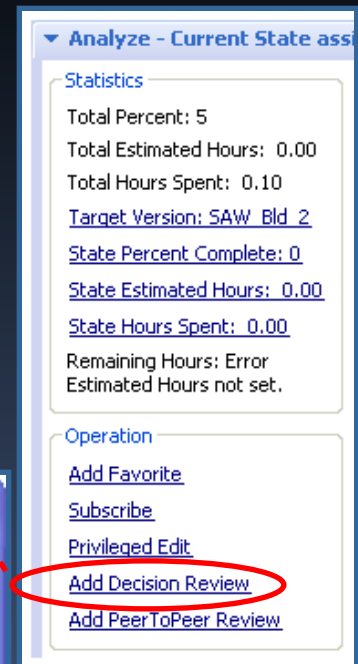 Analyze - Current State assi
Statistics
Total Percent: 5
Total Estimated Hours: 0.00
Total Hours Spent: 0.10
Target Version: SAW_Bld_2
State Percent Complete: 0
State Estimated Hours: 0.00
State Hours Spent: 0.00
Remaining Hours: Error
Estimated Hours not set.
Operation
Add Favorite
Subscribe
Privileged Edit
Add Decision Review
Add PeerToPeer Review